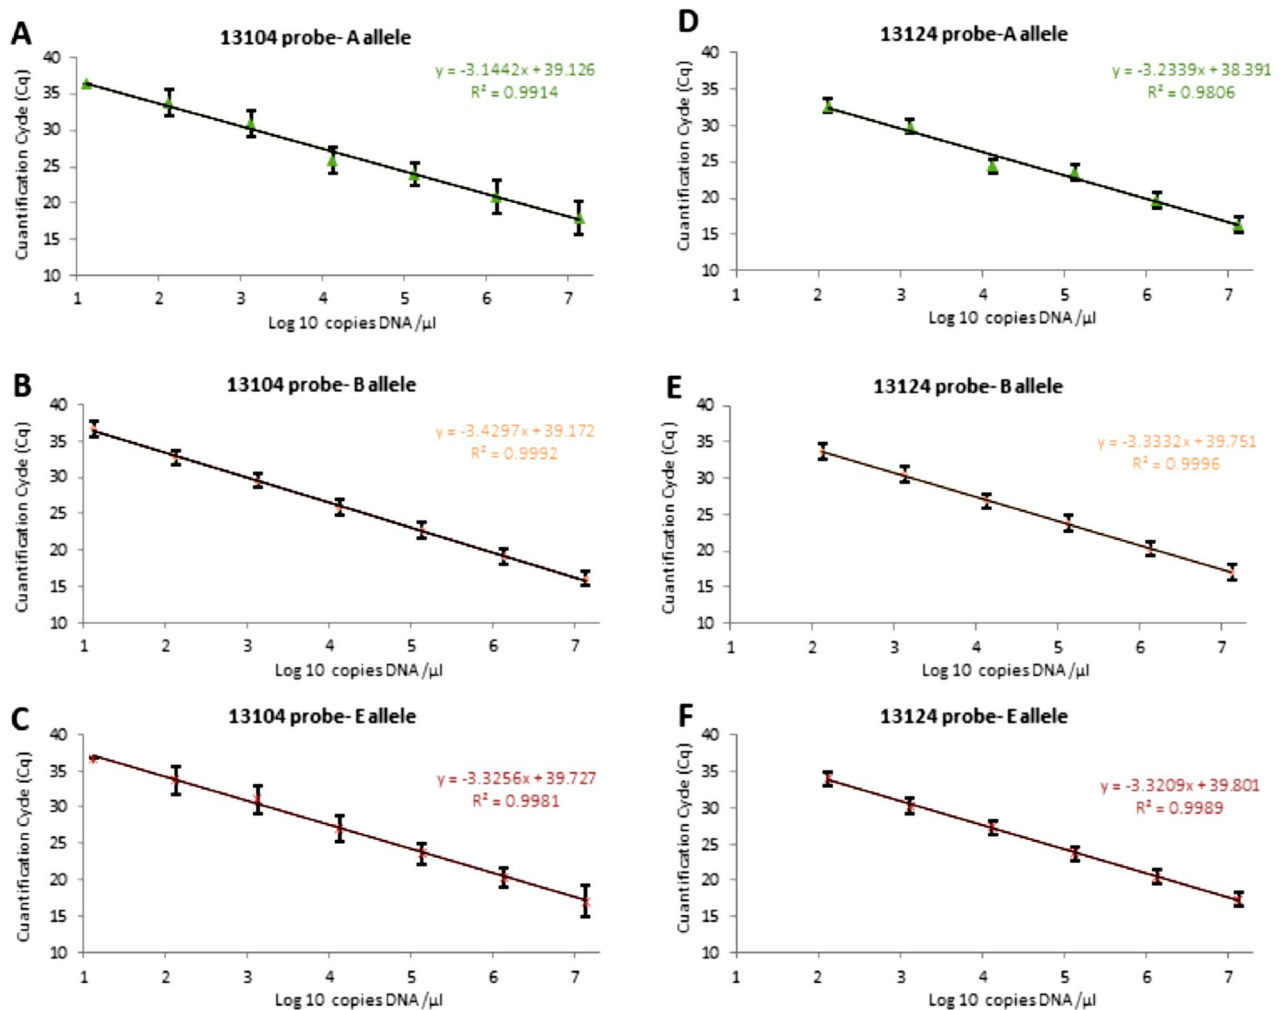 A
13104 probe- A allele
y = -3.1442x + 39.126
R² = 0.9914
Cuantification Cycle (Cq)
40
35
30
25
20
15
10
1 2 3 4 5 6 7
Log 10 copies DNA/µl
D
13124 probe-A allele
y = -3.2339x + 38.391
R² = 0.9806
Cuantification Cycle (Cq)
40
35
30
25
20
15
10
1 2 3 4 5 6 7
Log 10 copies DNA/µl
B
13104 probe- B allele
y = -3.4297x + 39.172
R² = 0.9992
Cuantification Cycle (Cq)
40
35
30
25
20
15
10
1 2 3 4 5 6 7
Log 10 copies DNA/µl
E
13124 probe- B allele
y = -3.3332x + 39.751
R² = 0.9996
Cuantification Cycle (Cq)
40
35
30
25
20
15
10
1 2 3 4 5 6 7
Log 10 copies DNA/µl
C
13104 probe- E allele
y = -3.3256x + 39.727
R² = 0.9981
Cuantification Cycle (Cq)
40
35
30
25
20
15
10
1 2 3 4 5 6 7
Log 10 copies DNA/µl
F
13124 probe- E allele
y = -3.3209x + 39.801
R² = 0.9989
Cuantification Cycle (Cq)
40
35
30
25
20
15
10
1 2 3 4 5 6 7
Log 10 copies DNA/µl